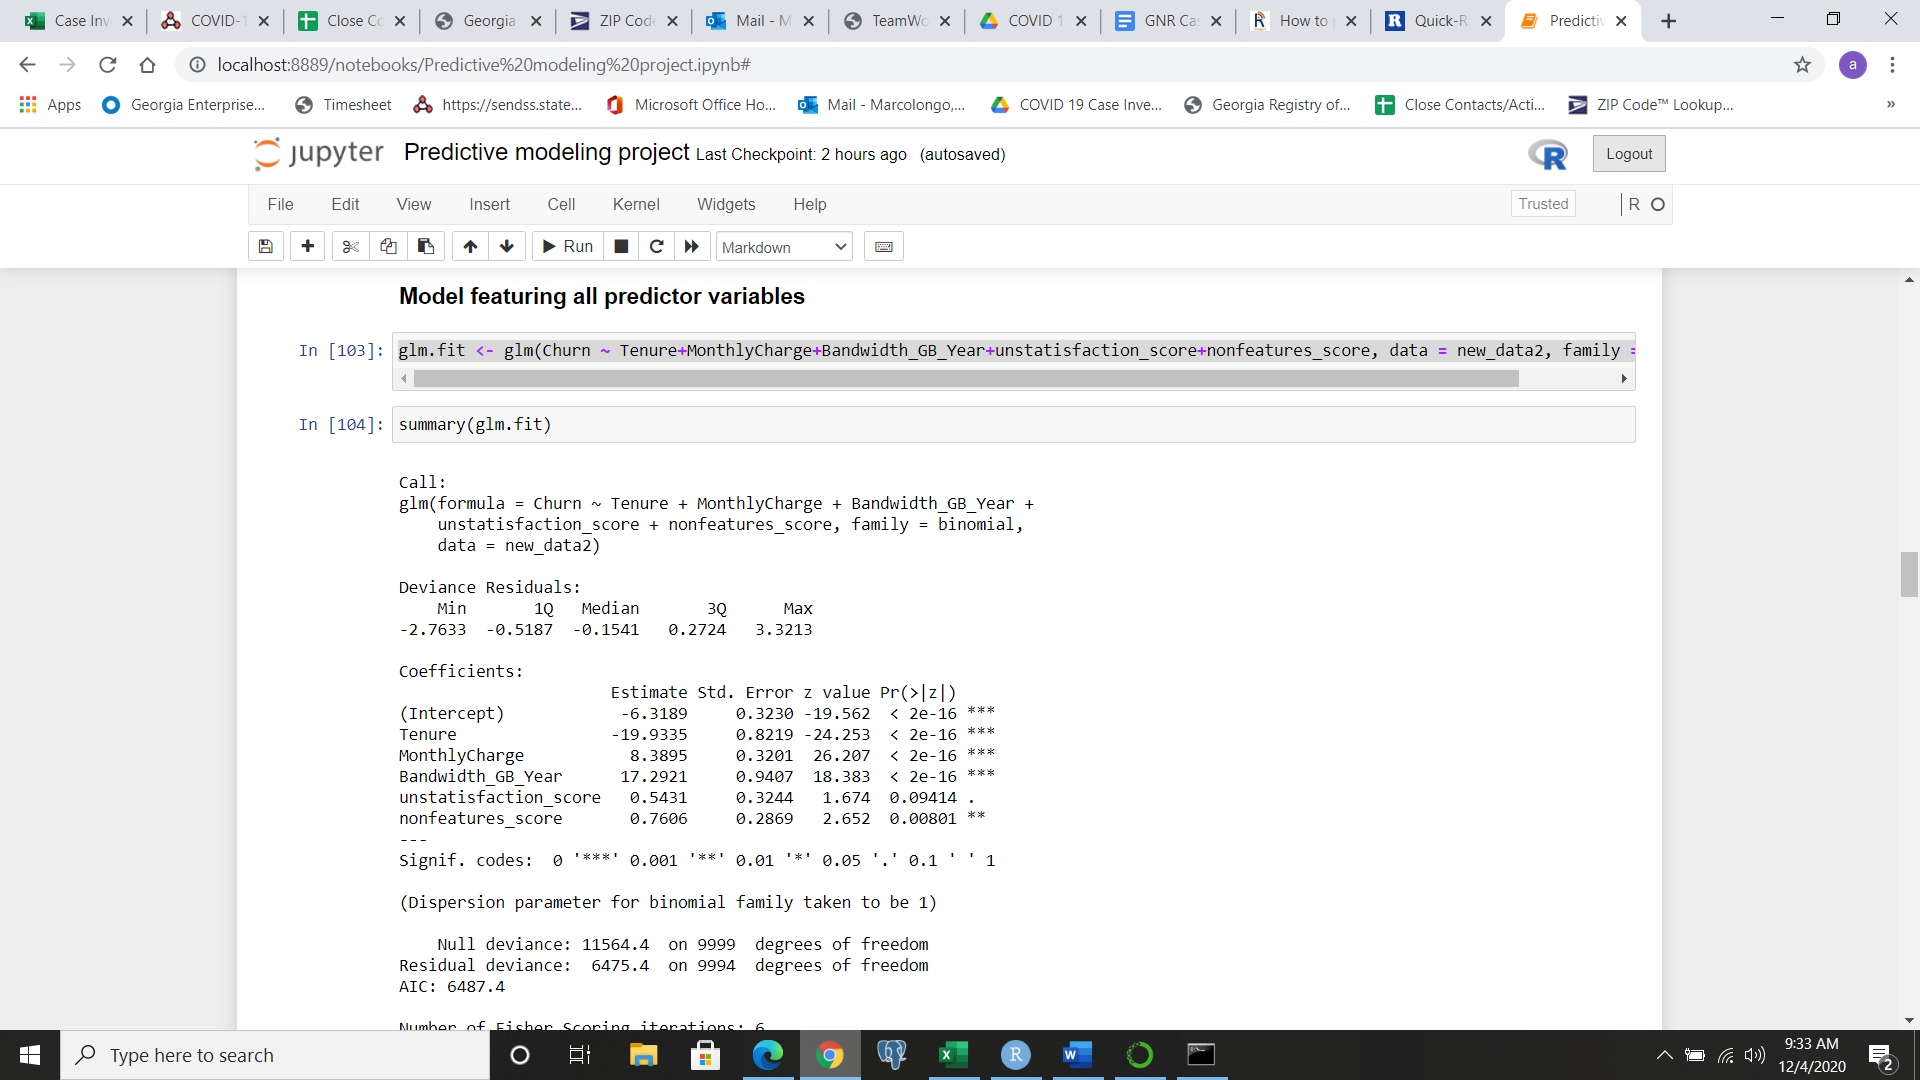 Case Inv
COVID-1
Close Co
Georgia
ZIP Code
Mail - M
TeamWo
COVID 1
GNR Cas
How to
Quick-R
Predictiv
localhost:8889/notebooks/Predictive%20modeling%20project.ipynb#
a
Apps
Georgia Enterprise...
Timesheet
https://sendss.state...
Microsoft Office Ho...
Mail - Marcolongo,...
COVID 19 Case Inve...
Georgia Registry of...
Close Contacts/Acti...
ZIP Code™ Lookup...
»
jupyter Predictive modeling project Last Checkpoint: 2 hours ago (autosaved)
Logout
File Edit View Insert Cell Kernel Widgets Help
Trusted
R
Run
Markdown
Model featuring all predictor variables
In [103]: glm.fit <- glm(Churn ~ Tenure+MonthlyCharge+Bandwidth_GB_Year+unstatisfaction_score+nonfeatures_score, data = new_data2, family =
In [104]: summary(glm.fit)
Call:
glm(formula = Churn ~ Tenure + MonthlyCharge + Bandwidth_GB_Year +
    unstatisfaction_score + nonfeatures_score, family = binomial,
    data = new_data2)
Deviance Residuals:
    Min       1Q   Median       3Q      Max
-2.7633  -0.5187  -0.1541   0.2724   3.3213
Coefficients:
                      Estimate Std. Error z value Pr(>|z|)
(Intercept)            -6.3189     0.3230 -19.562  < 2e-16 ***
Tenure                -19.9335     0.8219 -24.253  < 2e-16 ***
MonthlyCharge           8.3895     0.3201  26.207  < 2e-16 ***
Bandwidth_GB_Year      17.2921     0.9407  18.383  < 2e-16 ***
unstatisfaction_score   0.5431     0.3244   1.674  0.09414 .
nonfeatures_score       0.7606     0.2869   2.652  0.00801 **
---
Signif. codes:  0 '***' 0.001 '**' 0.01 '*' 0.05 '.' 0.1 ' ' 1
(Dispersion parameter for binomial family taken to be 1)
    Null deviance: 11564.4  on 9999  degrees of freedom
Residual deviance:  6475.4  on 9994  degrees of freedom
AIC: 6487.4
Number of Fisher Scoring iterations: 6
Type here to search
9:33 AM
12/4/2020
2